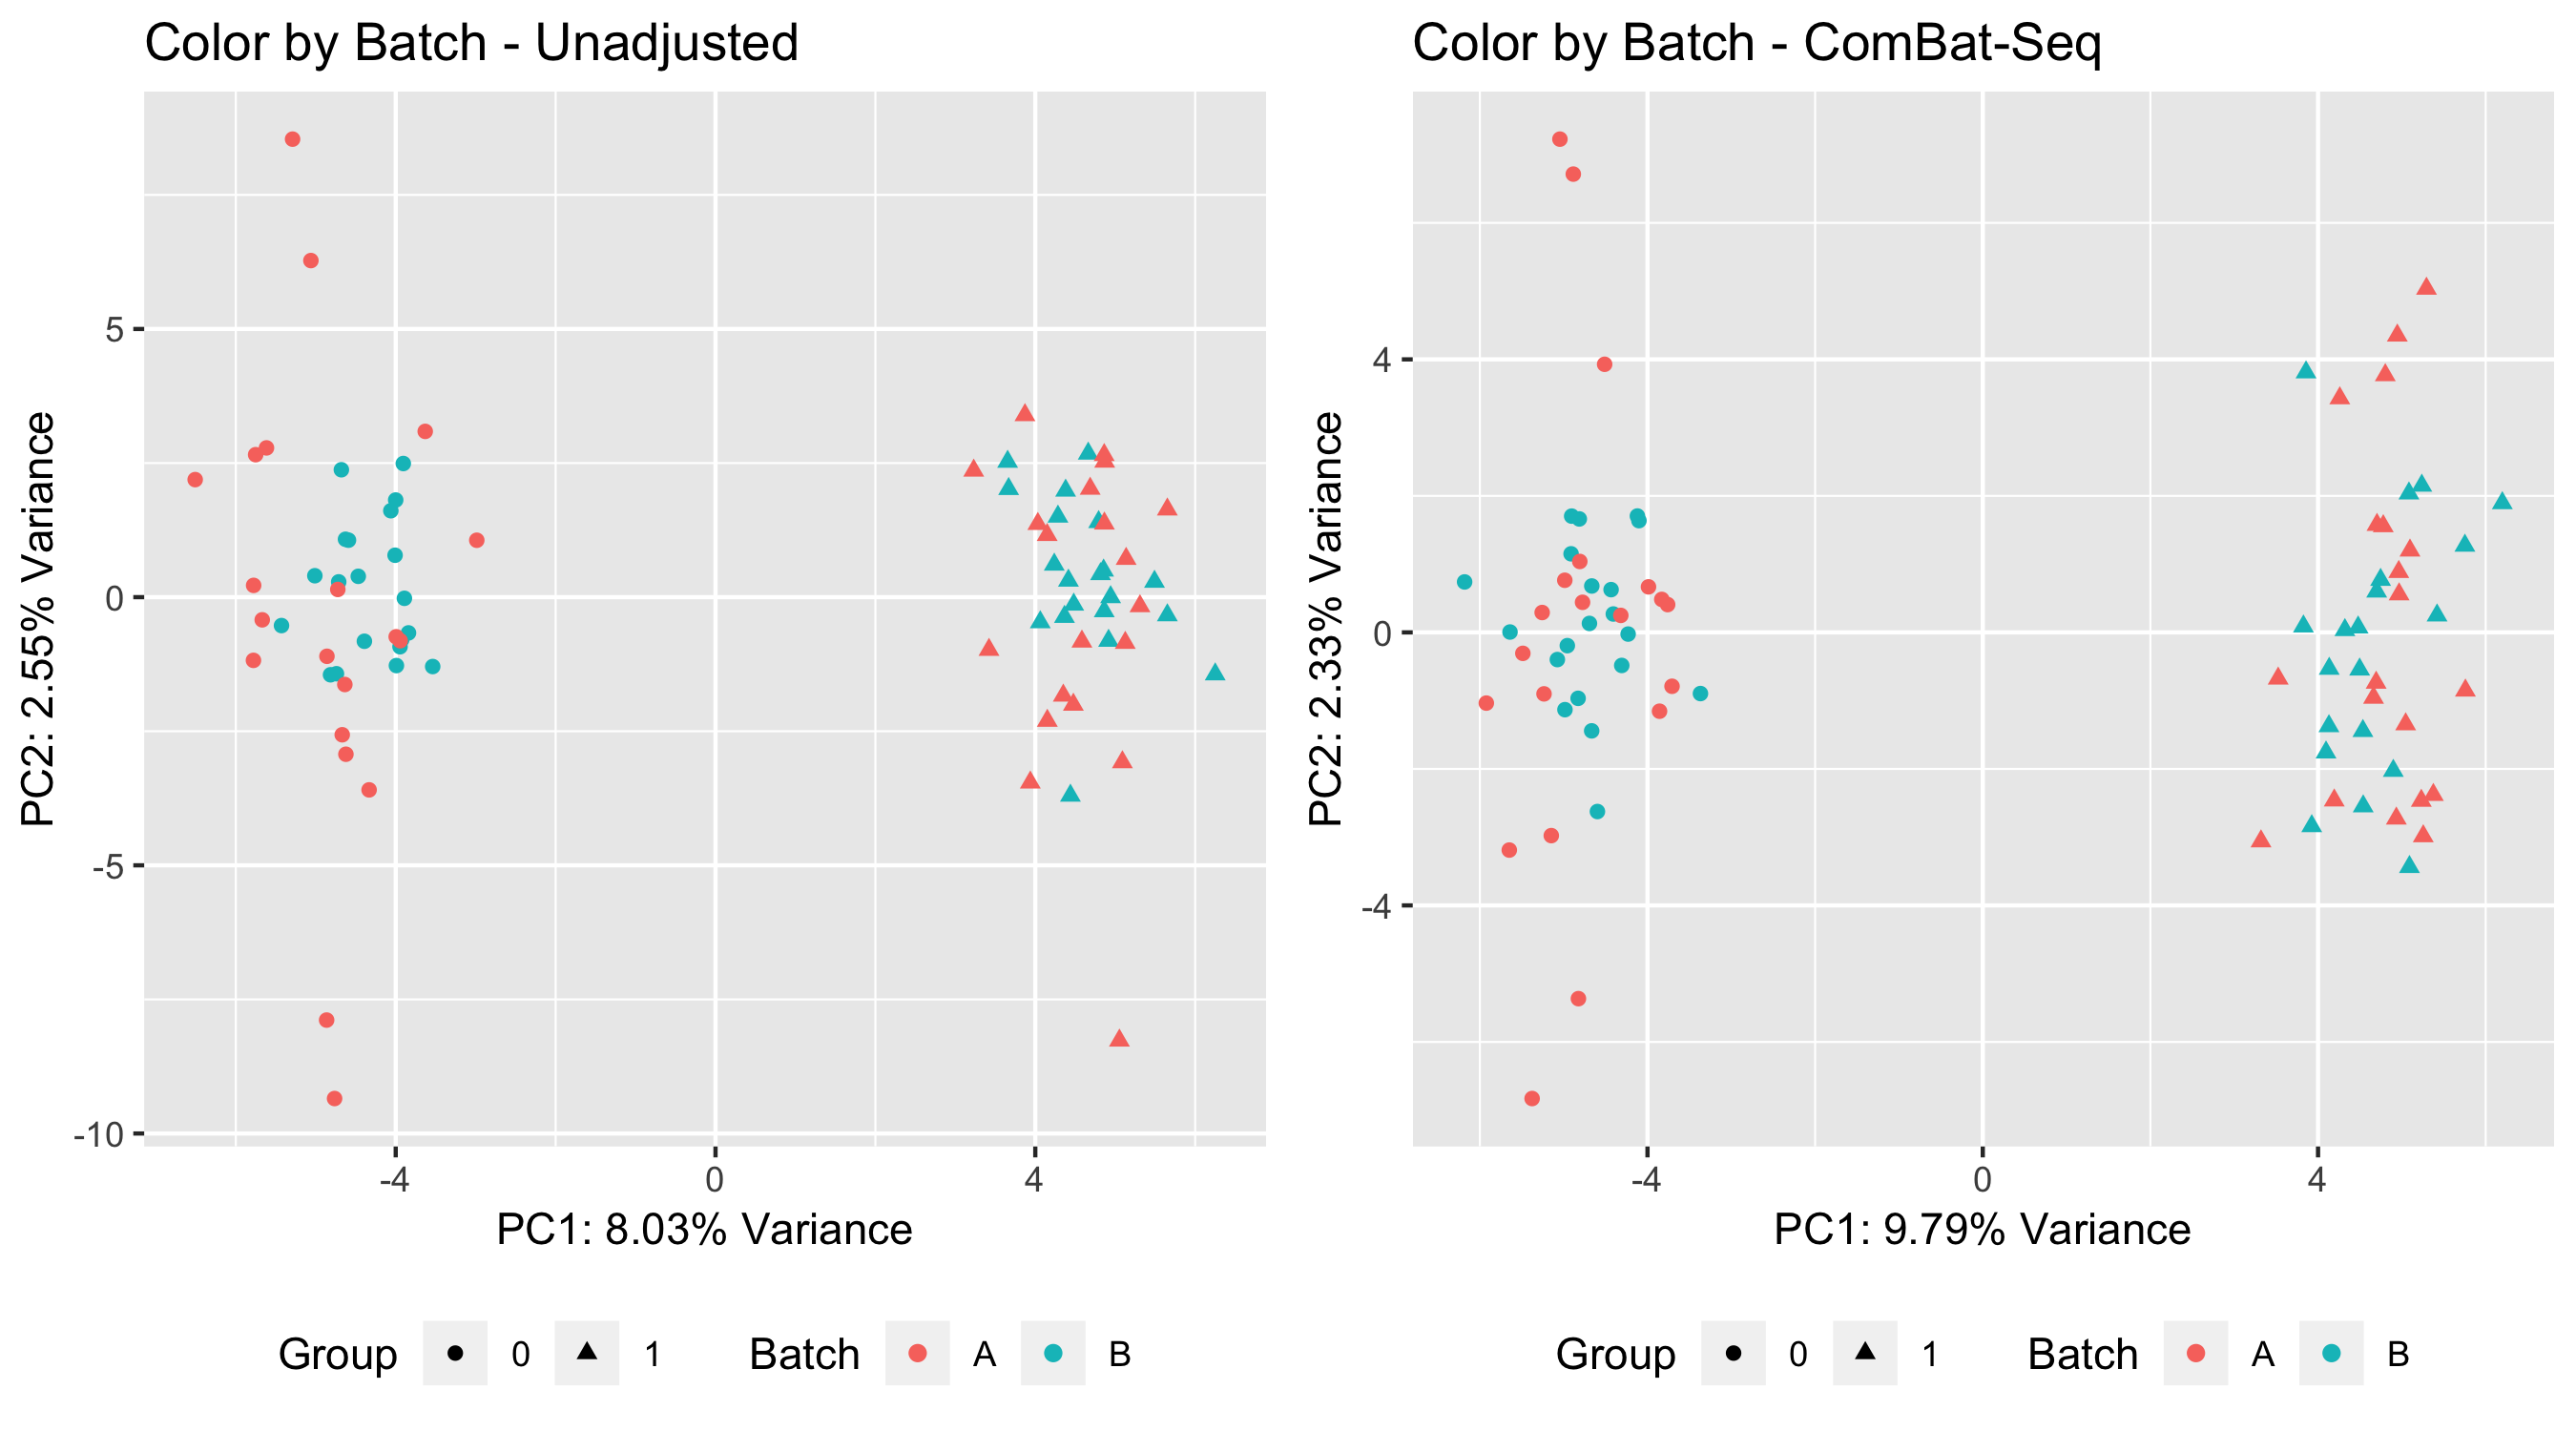 Color by Batch - Unadjusted
PC2: 2.55% Variance
5
0
-5
-10
-4
0
4
PC1: 8.03% Variance
Group 0 1 Batch A B
Color by Batch - ComBat-Seq
PC2: 2.33% Variance
4
0
-4
-4
0
4
PC1: 9.79% Variance
Group 0 1 Batch A B